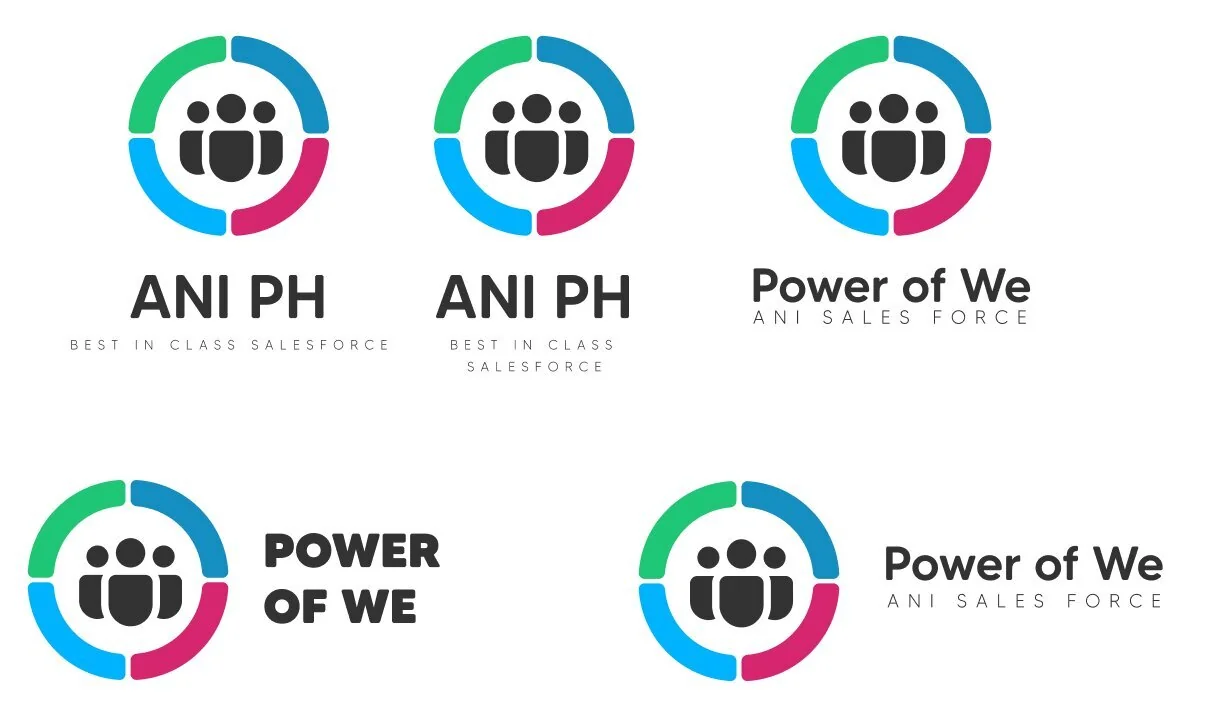 ANI PH
BEST IN CLASS SALESFORCE
ANI PH
BEST IN CLASS
SALESFORCE
Power of We
ANI SALES FORCE
POWER
OF WE
Power of We
ANI SALES FORCE